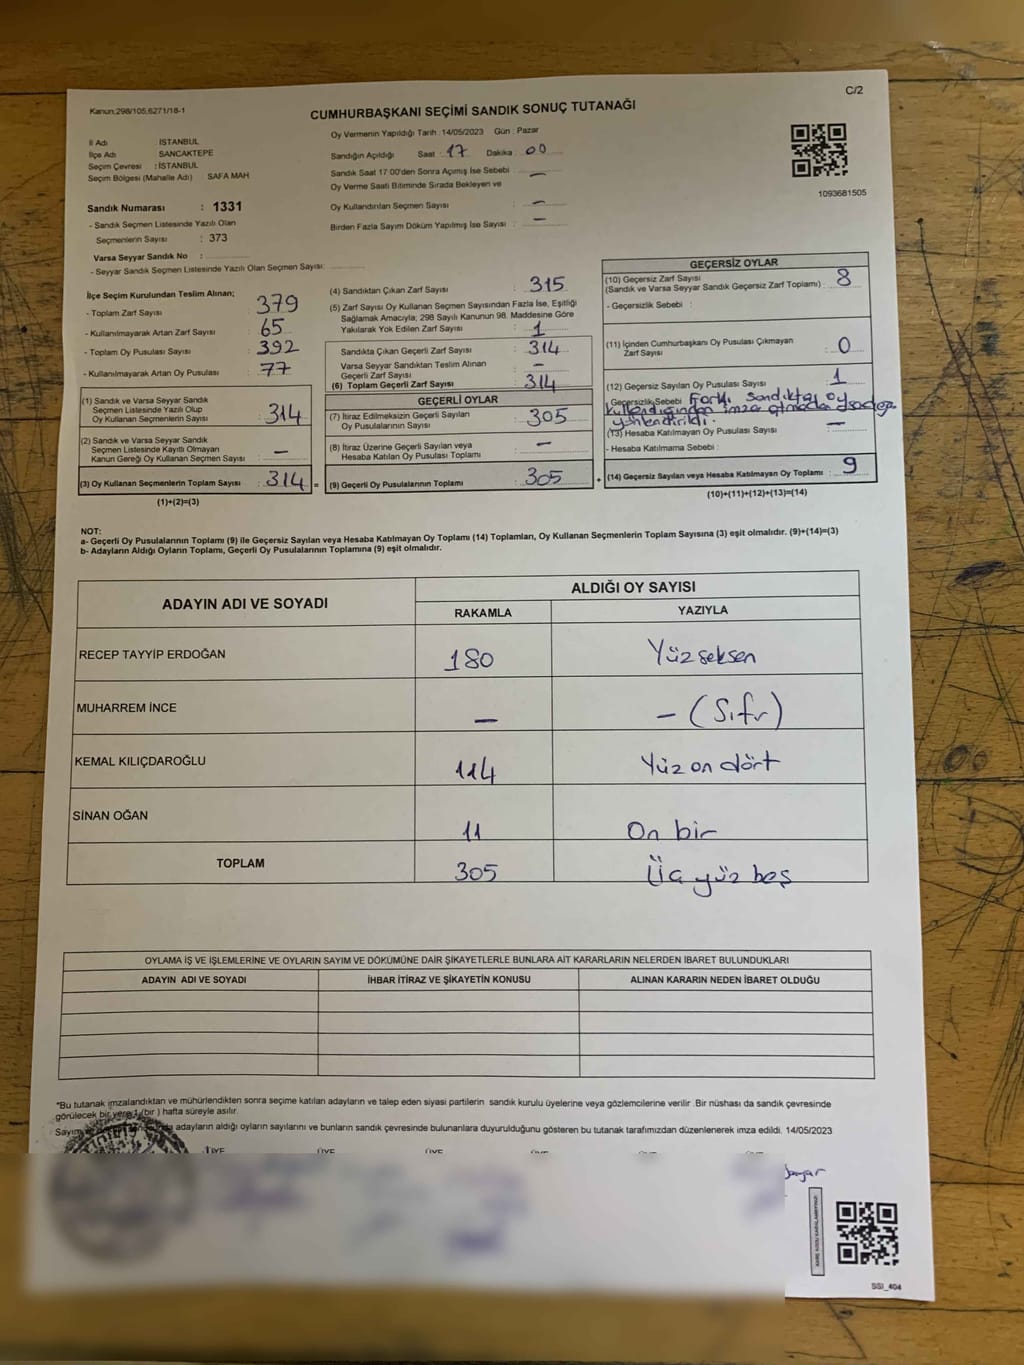 C/2
Kanun:298/105;6271/18-1
CUMHURBAŞKANI SEÇİMİ SANDIK SONUÇ TUTANAĞI
İl Adı İSTANBUL
İlçe Adı SANCAKTEPE
Seçim Çevresi : İSTANBUL
Seçim Bölgesi (Mahalle Adı) SAFA MAH
Sandık Numarası : 1331
- Sandık Seçmen Listesinde Yazılı Olan
Seçmenlerin Sayısı : 373
Varsa Seyyar Sandık No :
- Seyyar Sandık Seçmen Listesinde Yazılı Olan Seçmen Sayısı:
Oy Vermenin Yapıldığı Tarih :14/05/2023 Gün : Pazar
Sandığın Açıldığı Saat 17 Dakika 00
Sandık Saat 17:00'den Sonra Açımış İse Sebebi : —
Oy Verme Saati Bitiminde Sırada Bekleyen ve
Oy Kullandırılan Seçmen Sayısı : —
Birden Fazla Sayım Döküm Yapılmış İse Sayısı : —
1093681505
İlçe Seçim Kurulundan Teslim Alınan;
- Toplam Zarf Sayısı : 379
- Kullanılmayarak Artan Zarf Sayısı : 65
- Toplam Oy Pusulası Sayısı : 392
- Kullanılmayarak Artan Oy Pusulası : 77
(1) Sandık ve Varsa Seyyar Sandık
Seçmen Listesinde Yazılı Olup
Oy Kullanan Seçmenlerin Sayısı : 314
(2) Sandık ve Varsa Seyyar Sandık
Seçmen Listesinde Kayıtlı Olmayan
Kanun Gereği Oy Kullanan Seçmen Sayısı : —
(3) Oy Kullanan Seçmenlerin Toplam Sayısı : 314 =
(1)+(2)=(3)
(4) Sandıktan Çıkan Zarf Sayısı : 315
(5) Zarf Sayısı Oy Kullanan Seçmen Sayısından Fazla İse, Eşitliği
Sağlamak Amacıyla; 298 Sayılı Kanunun 98. Maddesine Göre
Yakılarak Yok Edilen Zarf Sayısı : 1
Sandıkta Çıkan Geçerli Zarf Sayısı : 314
Varsa Seyyar Sandıktan Teslim Alınan
Geçerli Zarf Sayısı : —
(6) Toplam Geçerli Zarf Sayısı : 314
GEÇERLİ OYLAR
(7) İtiraz Edilmeksizin Geçerli Sayılan
Oy Pusulalarının Sayısı : 305
(8) İtiraz Üzerine Geçerli Sayılan veya
Hesaba Katılan Oy Pusulası Toplamı : —
(9) Geçerli Oy Pusulalarının Toplamı : 305 +
GEÇERSİZ OYLAR
(10) Geçersiz Zarf Sayısı
(Sandık ve Varsa Seyyar Sandık Geçersiz Zarf Toplamı) : 8
- Geçersizlik Sebebi :
(11) İçinden Cumhurbaşkanı Oy Pusulası Çıkmayan
Zarf Sayısı : 0
(12) Geçersiz Sayılan Oy Pusulası Sayısı : 1
- Geçersizlik Sebebi : Farklı Sandıkta oy
kullandığından imza atmadan
yönlendirildi.
(13) Hesaba Katılmayan Oy Pusulası Sayısı : —
- Hesaba Katılmama Sebebi :
(14) Geçersiz Sayılan veya Hesaba Katılmayan Oy Toplamı : 9
(10)+(11)+(12)+(13)=(14)
NOT:
a- Geçerli Oy Pusulalarının Toplamı (9) ile Geçersiz Sayılan veya Hesaba Katılmayan Oy Toplamı (14) Toplamları, Oy Kullanan Seçmenlerin Toplam Sayısına (3) eşit olmalıdır. (9)+(14)=(3)
b- Adayların Aldığı Oyların Toplamı, Geçerli Oy Pusulalarının Toplamına (9) eşit olmalıdır.
ADAYIN ADI VE SOYADI
ALDIĞI OY SAYISI
RAKAMLA YAZIYLA
RECEP TAYYİP ERDOĞAN 180 Yüzseksen
MUHARREM İNCE — – (Sıfır)
KEMAL KILIÇDAROĞLU 114 Yüz on dört
SİNAN OĞAN 11 On bir
TOPLAM 305 Üç yüz beş
OYLAMA İŞ VE İŞLEMLERİNE VE OYLARIN SAYIM VE DÖKÜMÜNE DAİR ŞİKAYETLERLE BUNLARA AİT KARARLARIN NELERDEN İBARET BULUNDUKLARI
ADAYIN ADI VE SOYADI İHBAR İTİRAZ VE ŞİKAYETİN KONUSU ALINAN KARARIN NEDEN İBARET OLDUĞU
*Bu tutanak imzalandıktan ve mühürlendikten sonra seçime katılan adayların ve talep eden siyasi partilerin sandık kurulu üyelerine veya gözlemcilerine verilir .Bir nüshası da sandık çevresinde
görülecek bir yere 1 (bir ) hafta süreyle asılır.
Sayım adayların aldığı oyların sayılarını ve bunların sandık çevresinde bulunanlara duyurulduğunu gösteren bu tutanak tarafımızdan düzenlenerek imza edildi. 14/05/2023
ÜYE ÜYE ÜYE
SSI_404